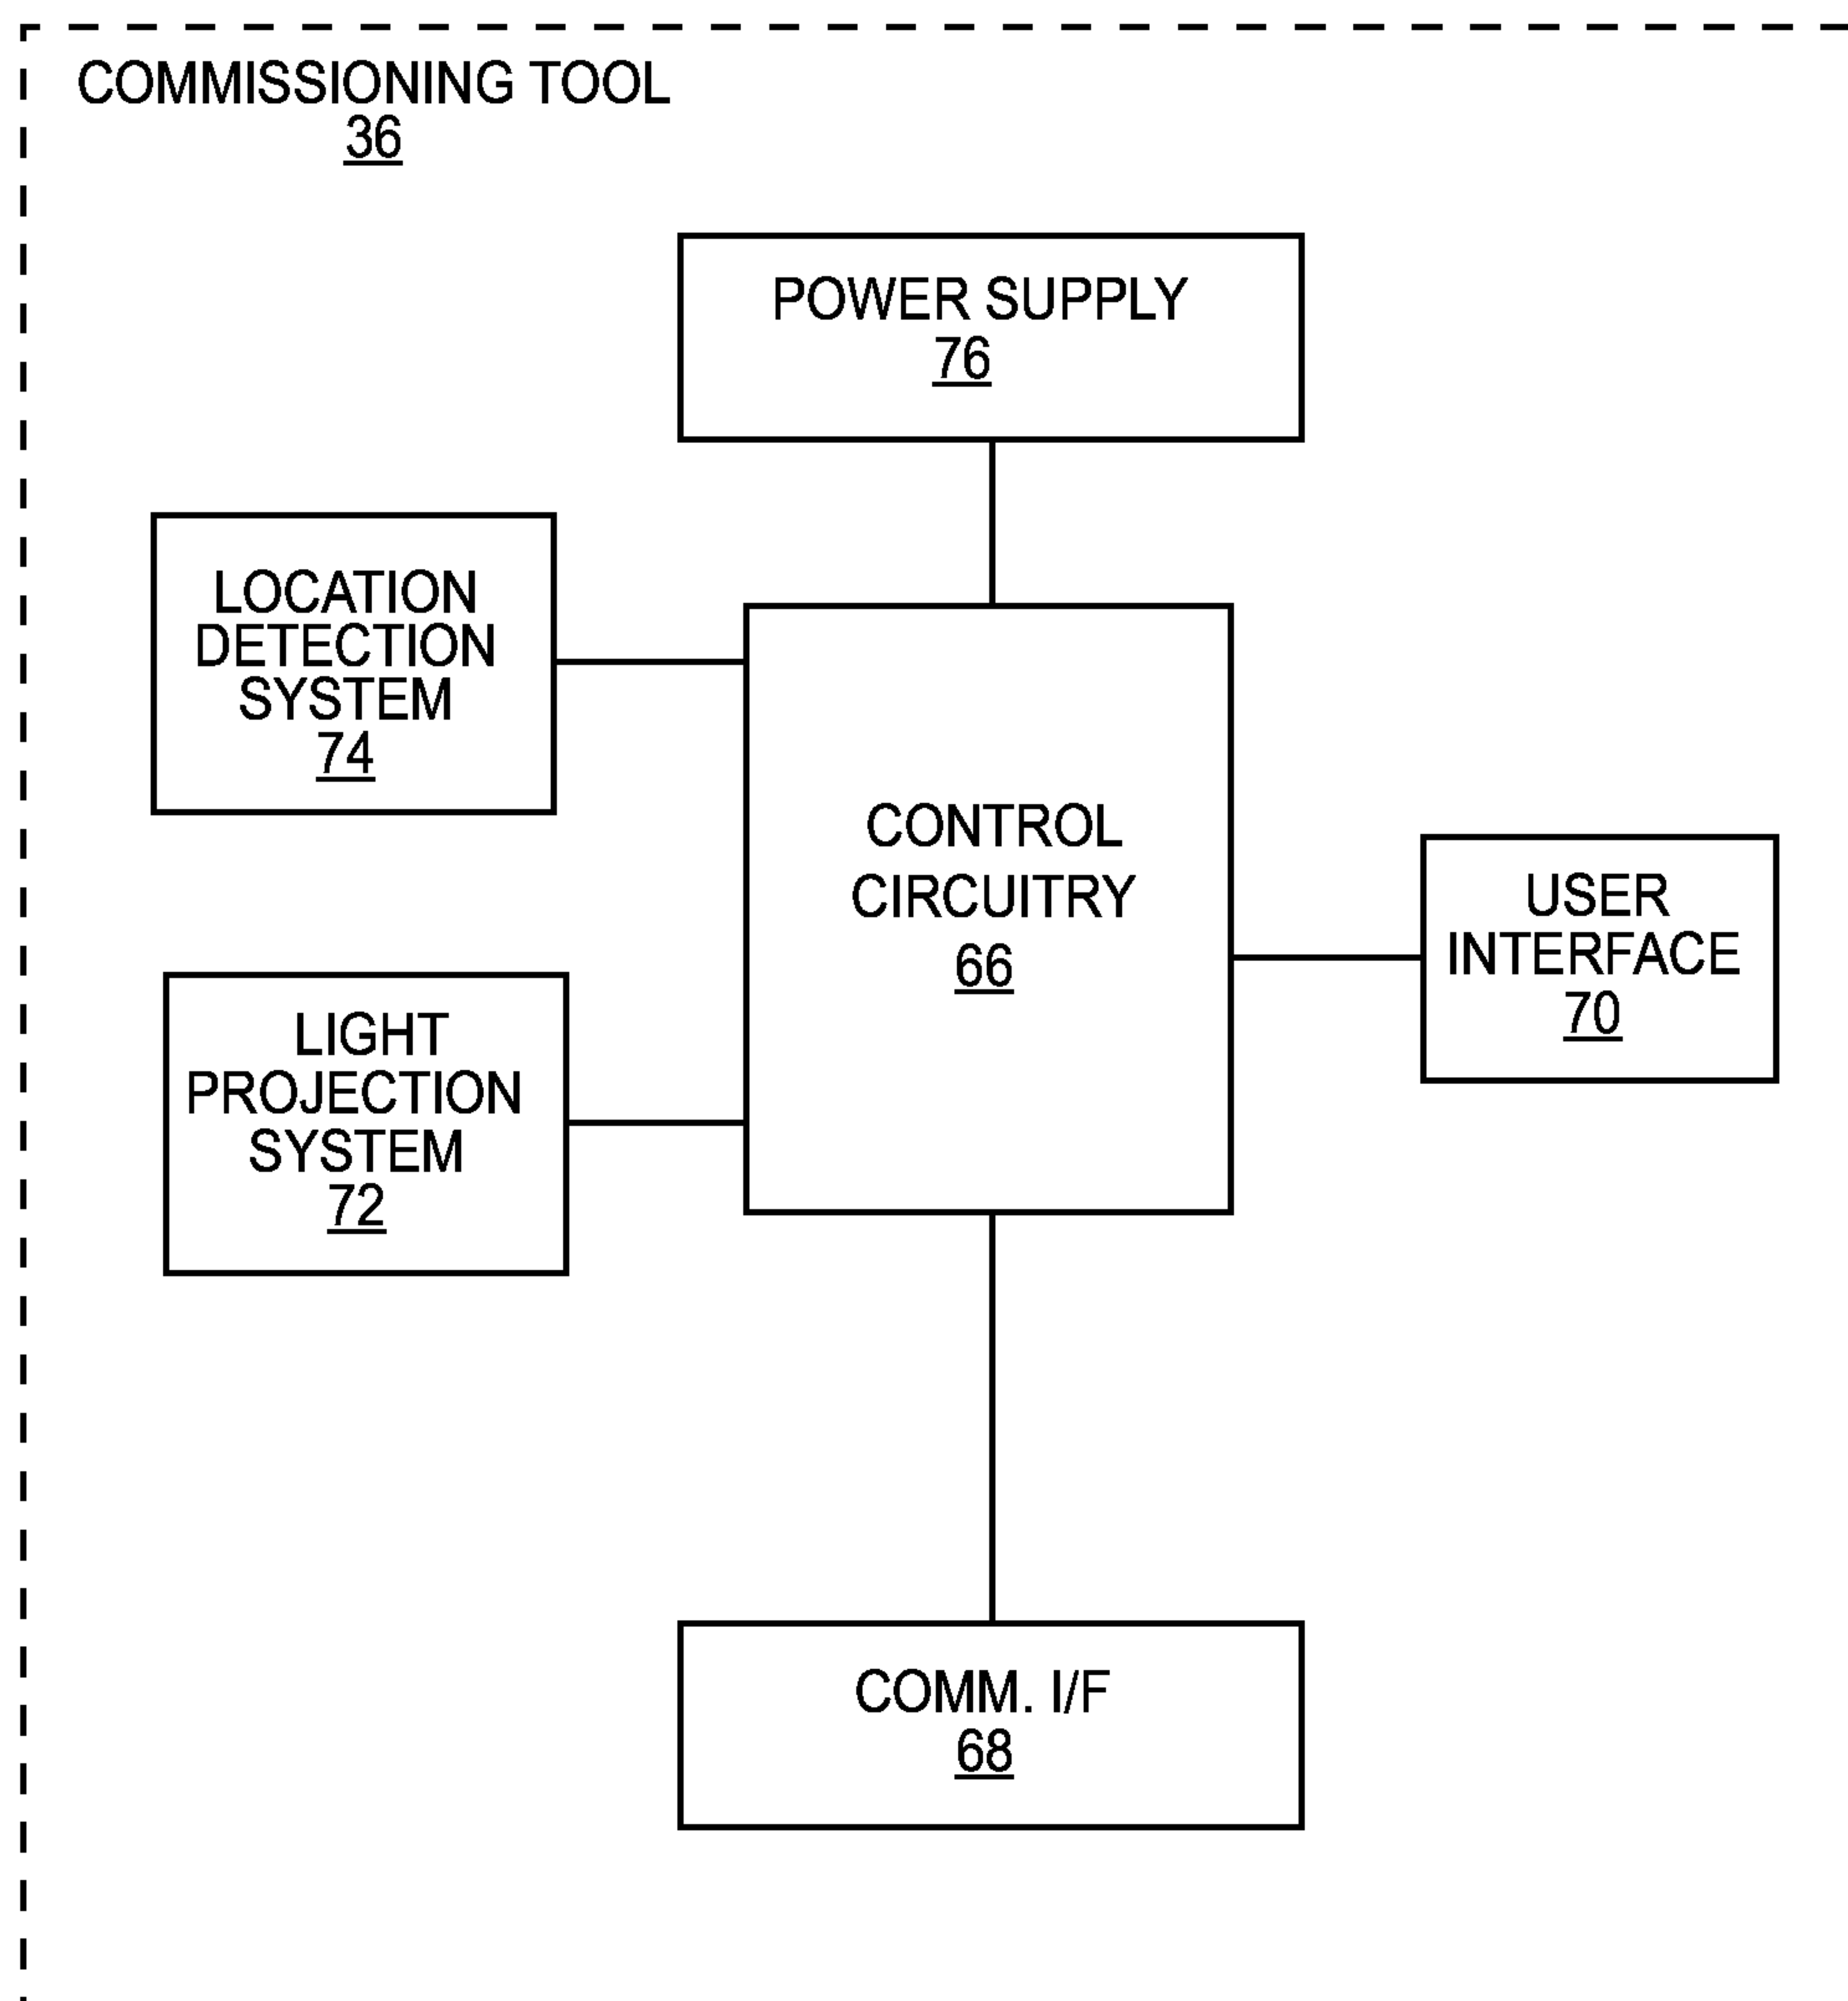 COMMISSIONING TOOL
36
POWER SUPPLY
76
LOCATION
DETECTION
SYSTEM
74
CONTROL
CIRCUITRY
66
USER
INTERFACE
70
LIGHT
PROJECTION
SYSTEM
72
COMM. I/F
68